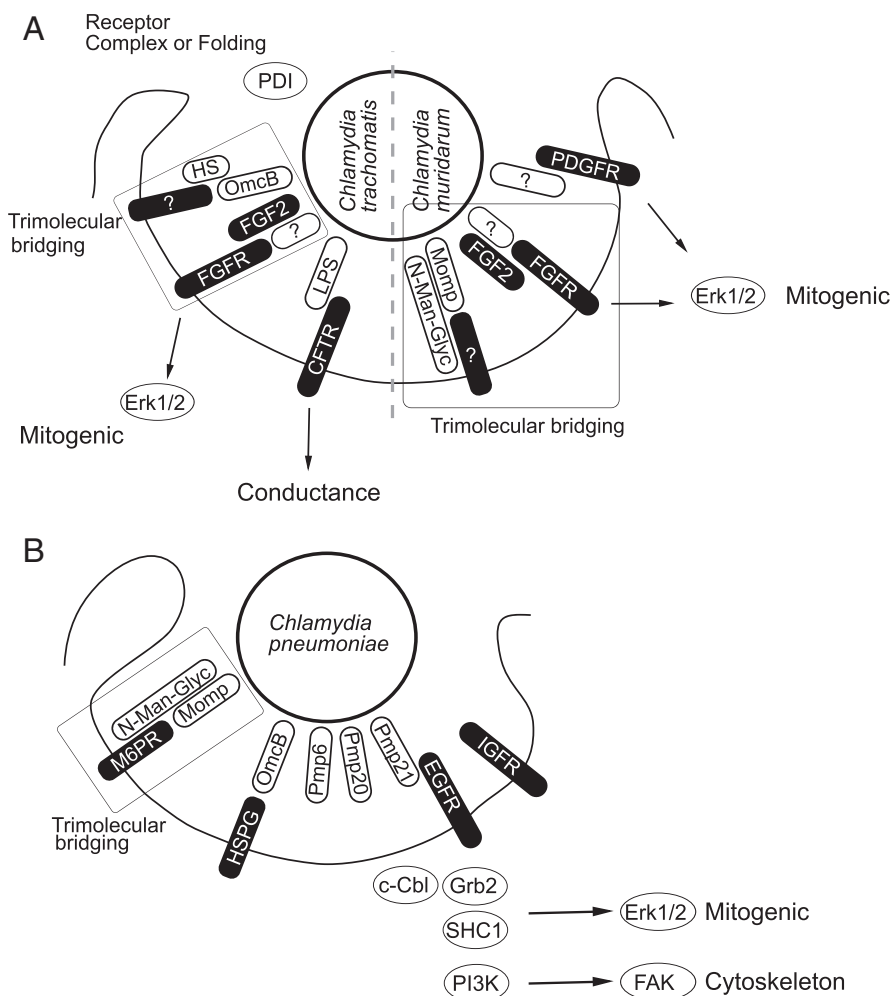 A
Receptor
Complex or Folding
PDI
Chlamydia
trachomatis
Chlamydia
muridarum
HS
OmcB
?
FGF2
?
FGFR
Trimolecular
bridging
LPS
CFTR
Erk1/2
Mitogenic
Conductance
PDGFR
?
?
FGF2
FGFR
Momp
N-Man-Glyc
?
Trimolecular bridging
Erk1/2
Mitogenic
B
Chlamydia
pneumoniae
N-Man-Glyc
Momp
M6PR
Trimolecular
bridging
OmcB
HSPG
Pmp6
Pmp20
Pmp21
EGFR
IGFR
c-Cbl
Grb2
SHC1
Erk1/2
Mitogenic
PI3K
FAK
Cytoskeleton